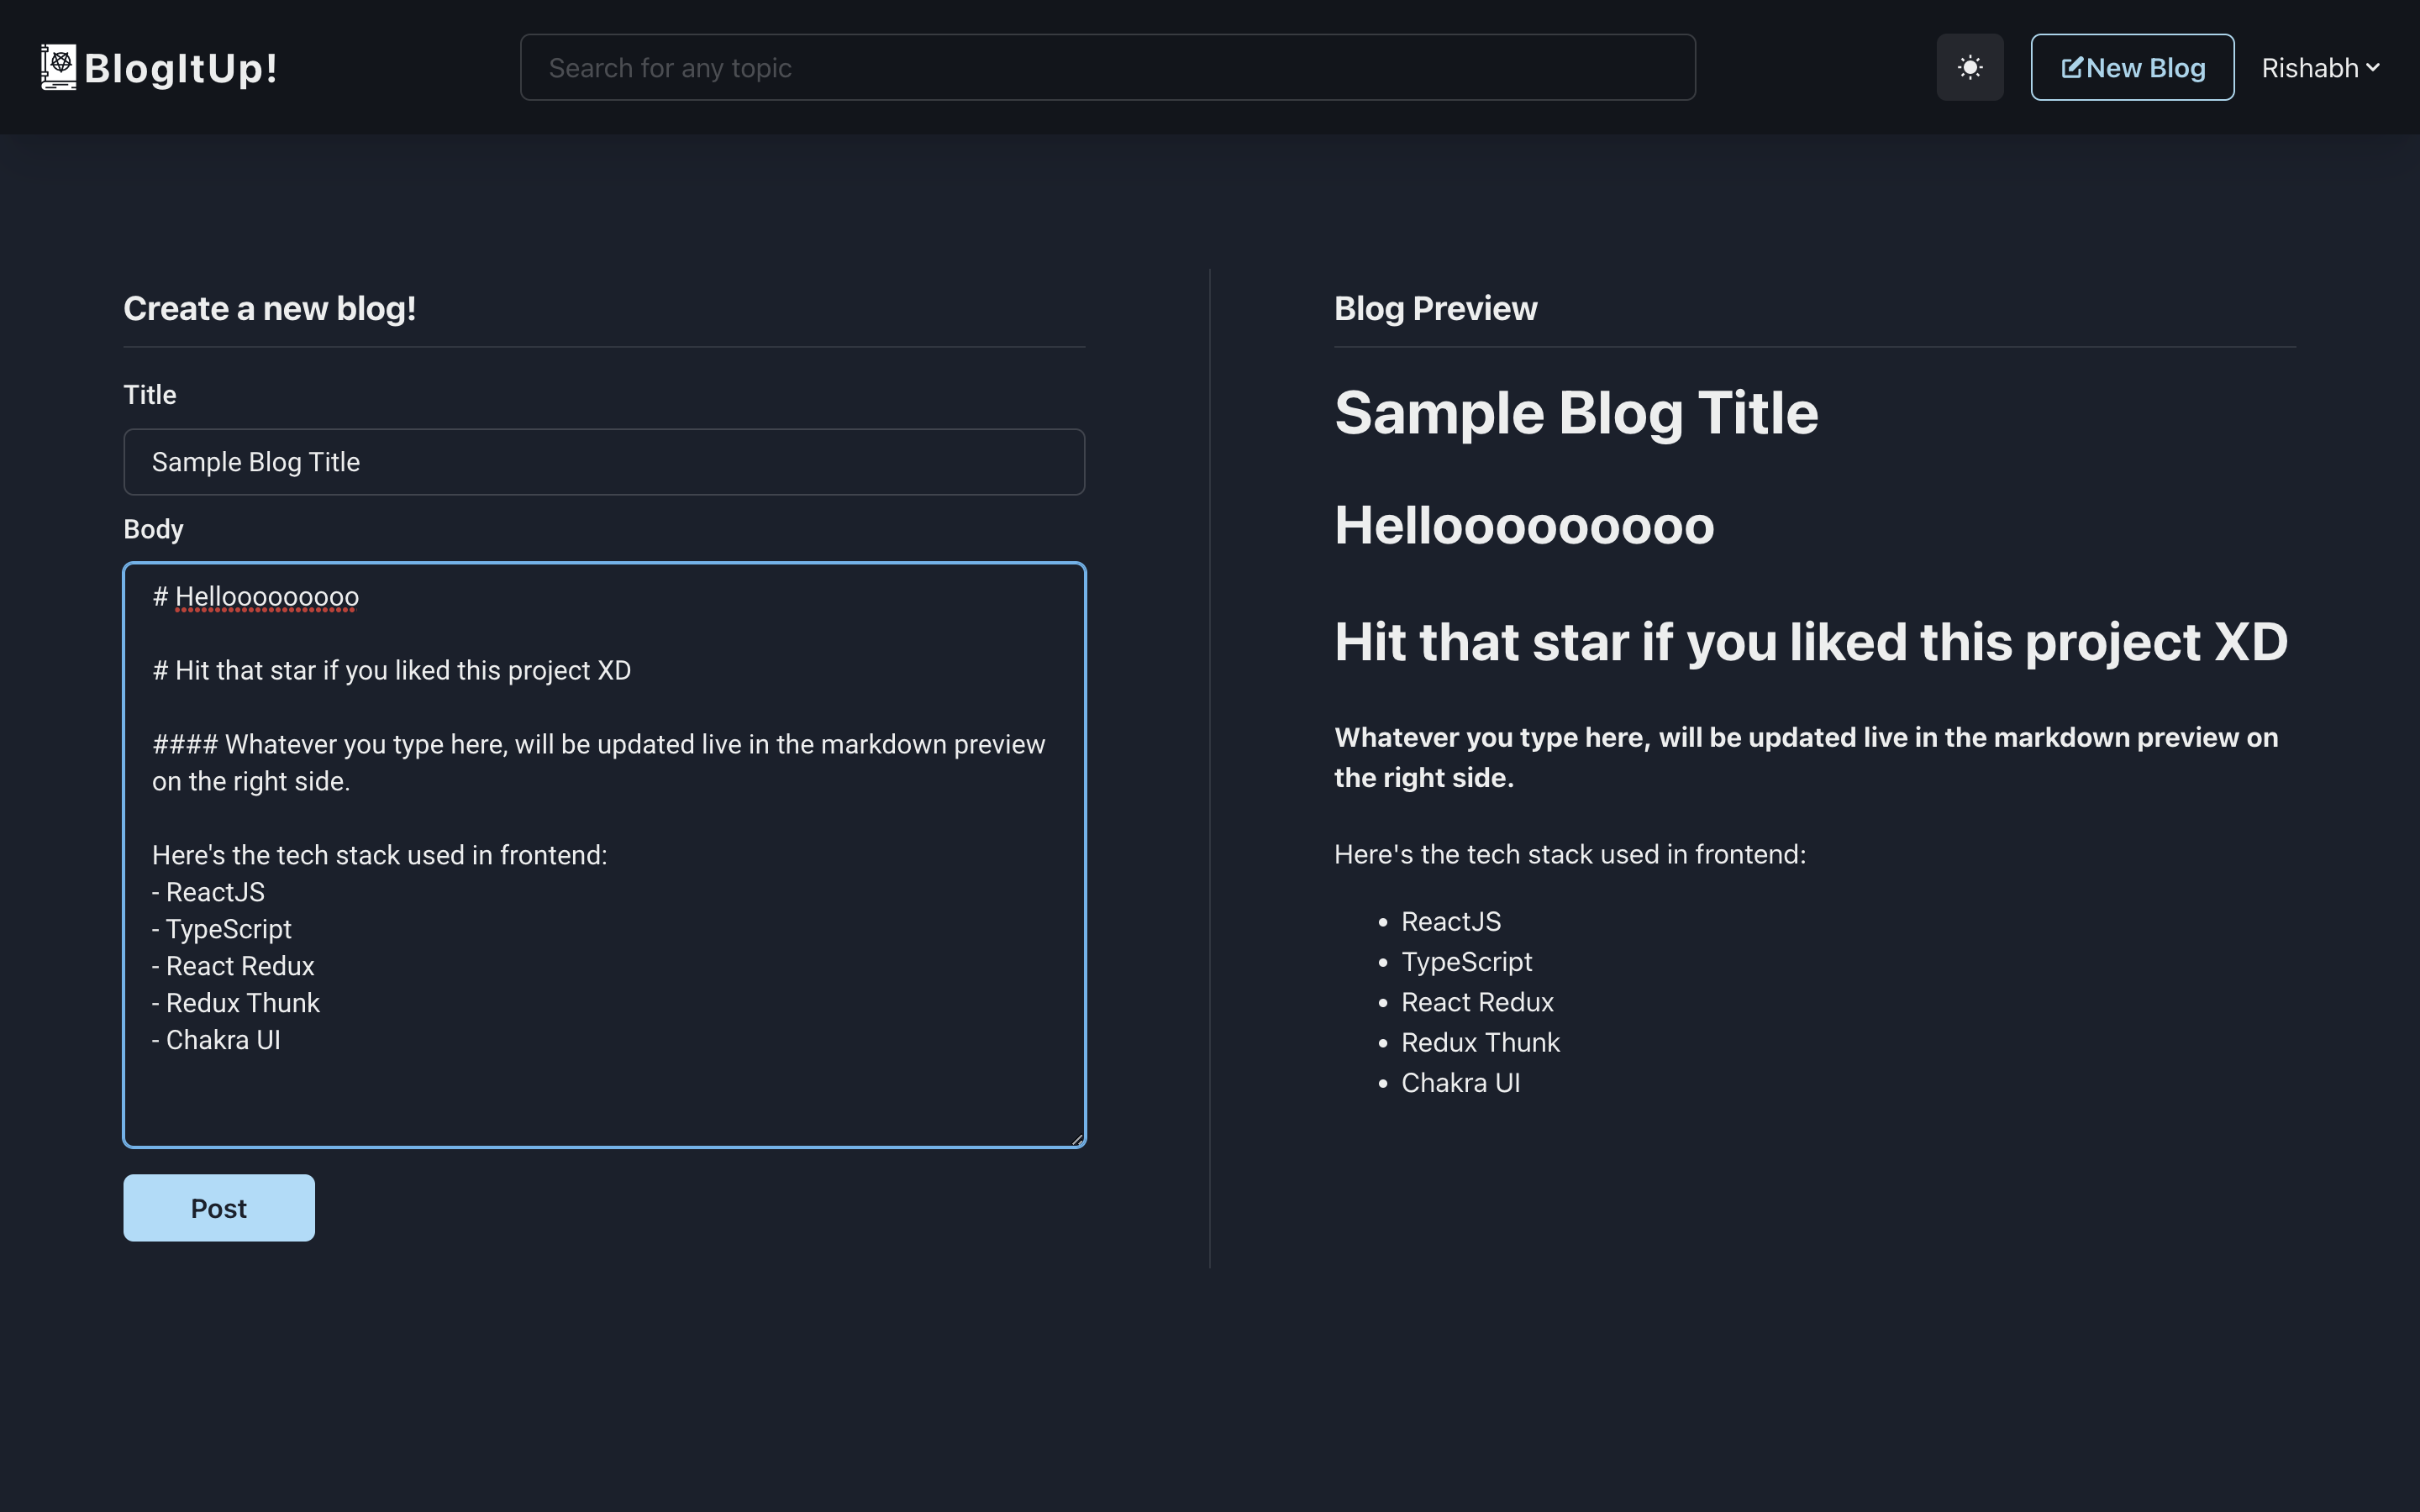 BlogItUp!
Search for any topic
New Blog
Rishabh
Create a new blog!
Title
Sample Blog Title
Body
# Hellooooooooo
# Hit that star if you liked this project XD
#### Whatever you type here, will be updated live in the markdown preview
on the right side.
Here's the tech stack used in frontend:
- ReactJS
- TypeScript
- React Redux
- Redux Thunk
- Chakra UI
Post
Blog Preview
Sample Blog Title
Hellooooooooo
Hit that star if you liked this project XD
Whatever you type here, will be updated live in the markdown preview on
the right side.
Here's the tech stack used in frontend:
• ReactJS
• TypeScript
• React Redux
• Redux Thunk
• Chakra UI